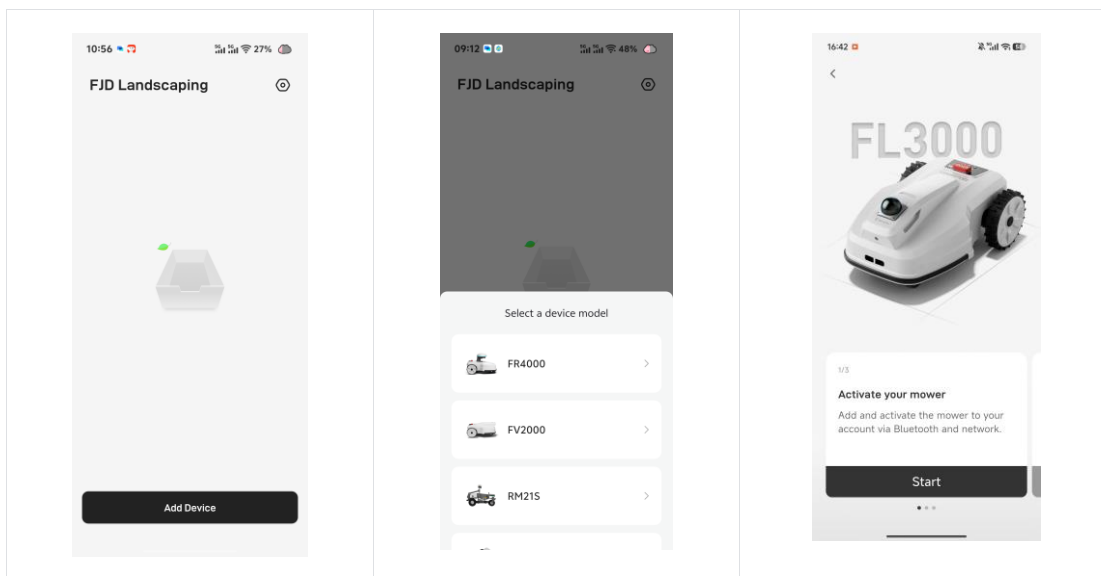 10:56 27%
FJD Landscaping
Add Device
09:12 48%
FJD Landscaping
Select a device model
FR4000
FV2000
RM21S
16:42
FL3000
1/3
Activate your mower
Add and activate the mower to your
account via Bluetooth and network.
Start